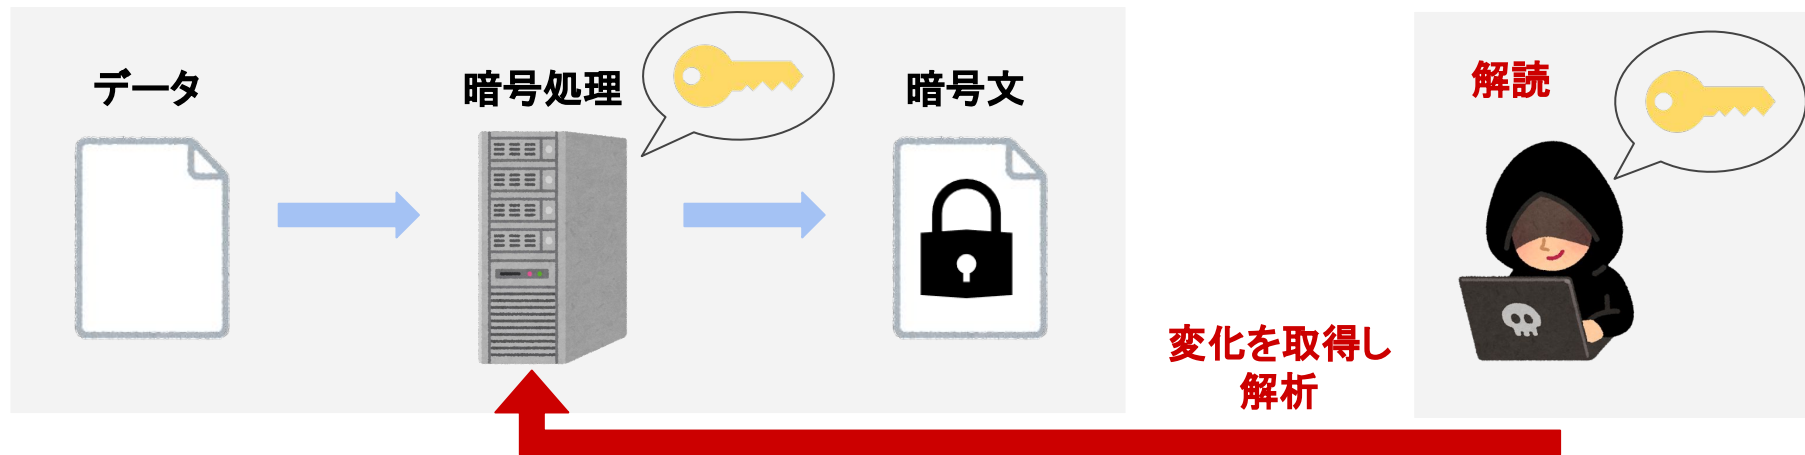 データ
暗号処理
暗号文
解読
変化を取得し
解析